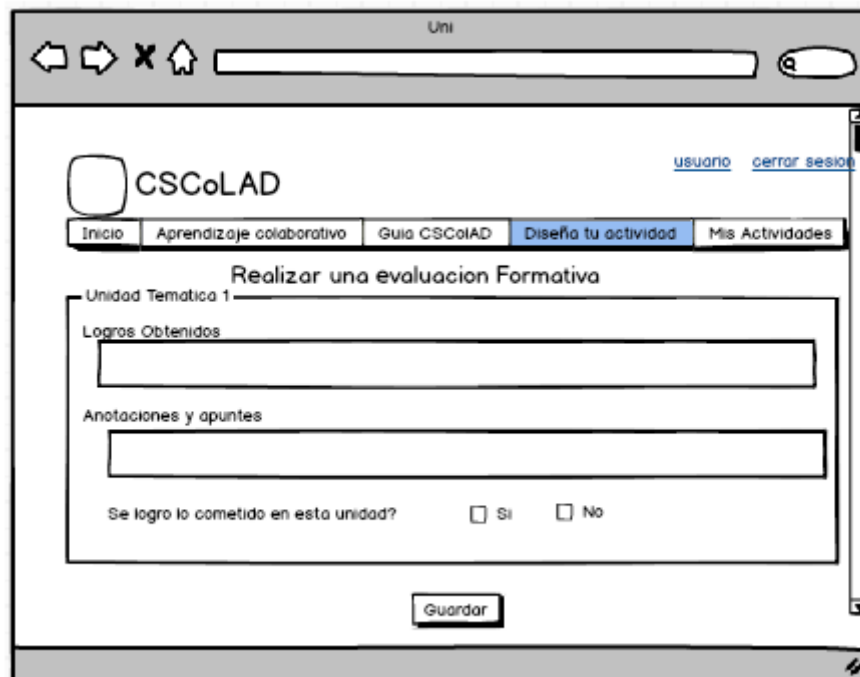 Uni
usuario cerrar sesion
CSCoLAD
Inicio Aprendizaje colaborativo Guia CSColAD Diseña tu actividad Mis Actividades
Realizar una evaluacion Formativa
Unidad Tematica 1
Logros Obtenidos
Anotaciones y apuntes
Se logro lo cometido en esta unidad? Si No
Guardar